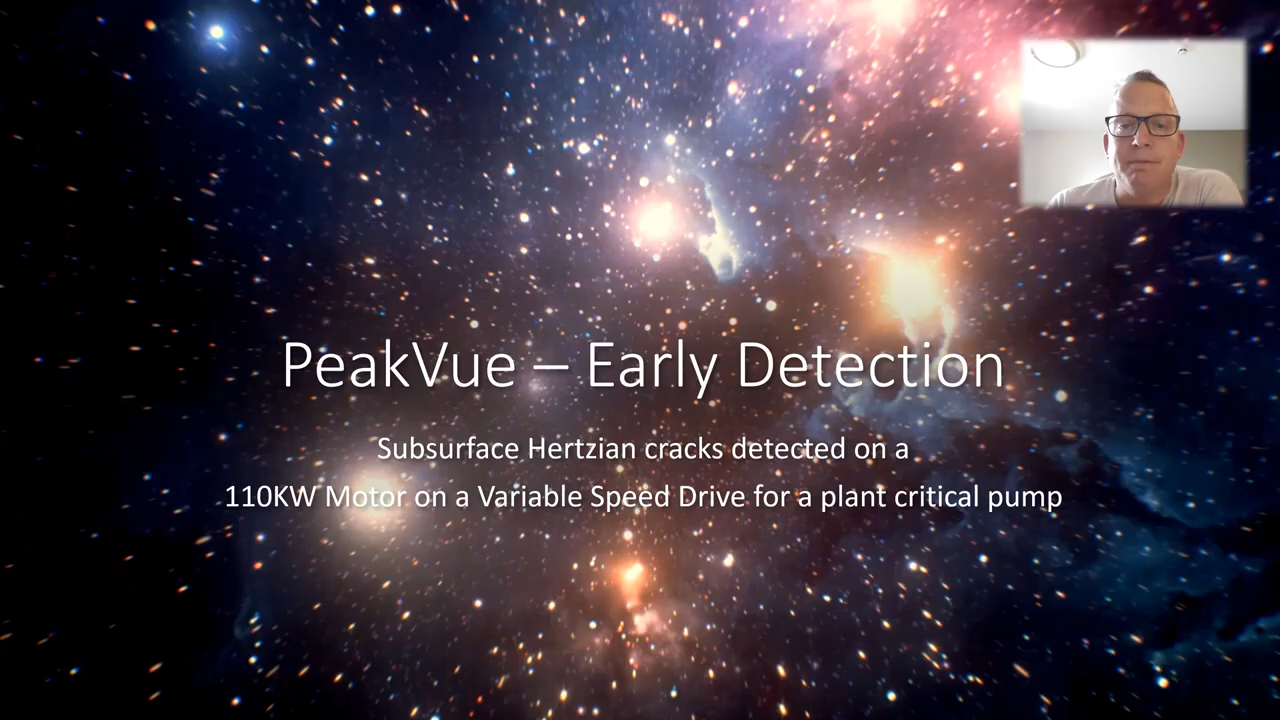 PeakVue – Early Detection
Subsurface Hertzian cracks detected on a
110KW Motor on a Variable Speed Drive for a plant critical pump